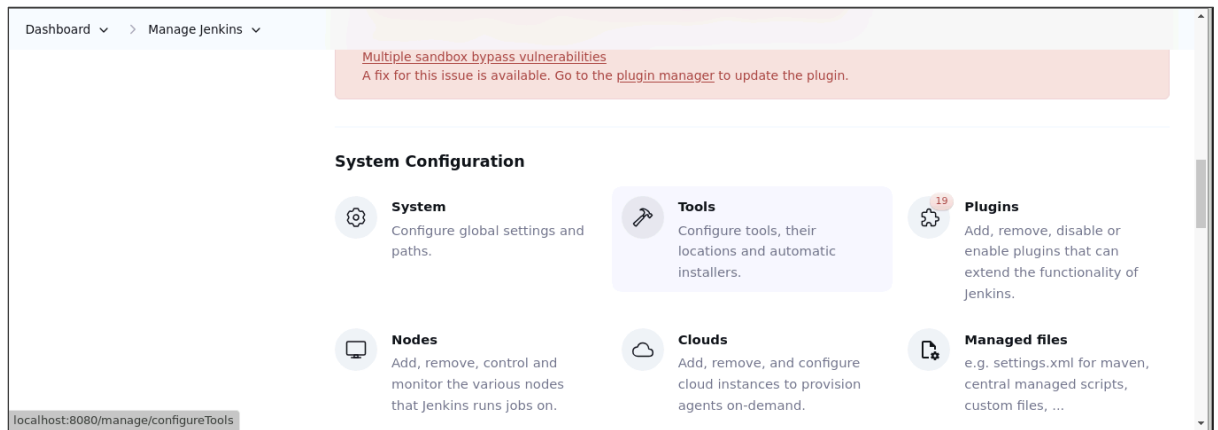 Dashboard
Manage Jenkins
Multiple sandbox bypass vulnerabilities
A fix for this issue is available. Go to the plugin manager to update the plugin.
System Configuration
System
Configure global settings and
paths.
Tools
Configure tools, their
locations and automatic
installers.
19
Plugins
Add, remove, disable or
enable plugins that can
extend the functionality of
Jenkins.
Nodes
Add, remove, control and
monitor the various nodes
that Jenkins runs jobs on.
Clouds
Add, remove, and configure
cloud instances to provision
agents on-demand.
Managed files
e.g. settings.xml for maven,
central managed scripts,
custom files, ...
localhost:8080/manage/configureTools